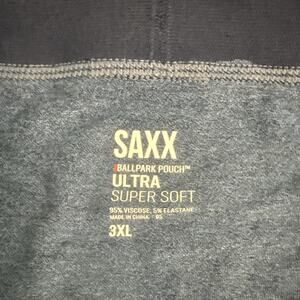 SAXX
BALLPARK POUCH™
ULTRA
SUPER SOFT
95% VISCOSE, 5% ELASTANE
MADE IN CHINA
3XL